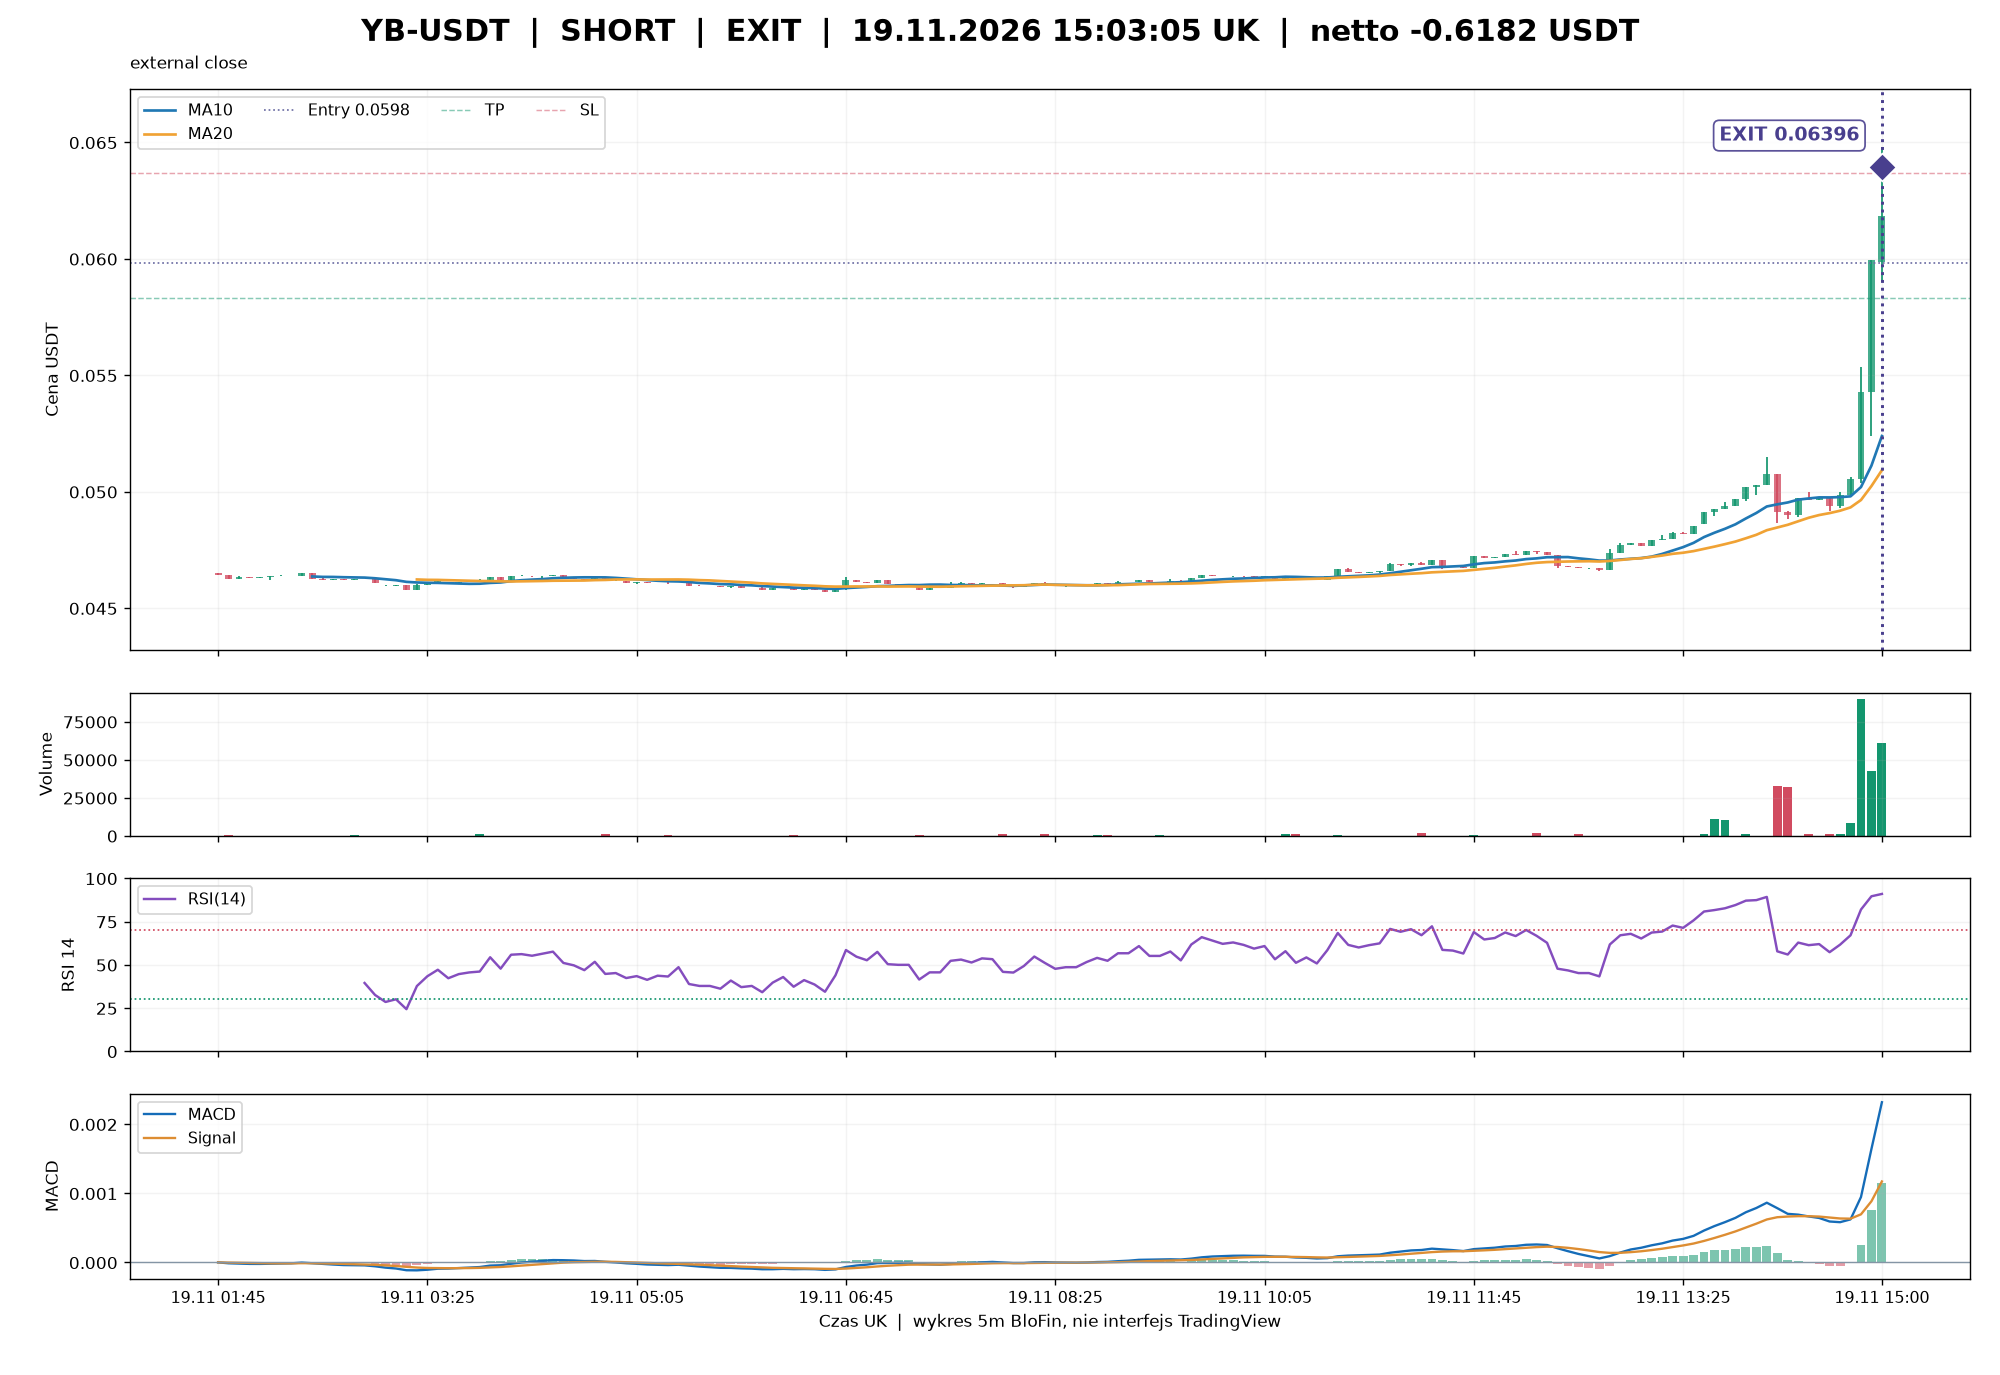 YB-USDT | SHORT | EXIT | 19.11.2026 15:03:05 UK | netto -0.6182 USDT
external close
MA10
MA20
Entry 0.0598
TP
SL
EXIT 0.06396
0.065
0.060
0.055
0.050
0.045
Cena USDT
75000
50000
25000
0
Volume
RSI(14)
100
75
50
25
0
RSI 14
MACD
Signal
0.002
0.001
0.000
MACD
19.11 01:45
19.11 03:25
19.11 05:05
19.11 06:45
19.11 08:25
19.11 10:05
19.11 11:45
19.11 13:25
19.11 15:00
Czas UK | wykres 5m BloFin, nie interfejs TradingView